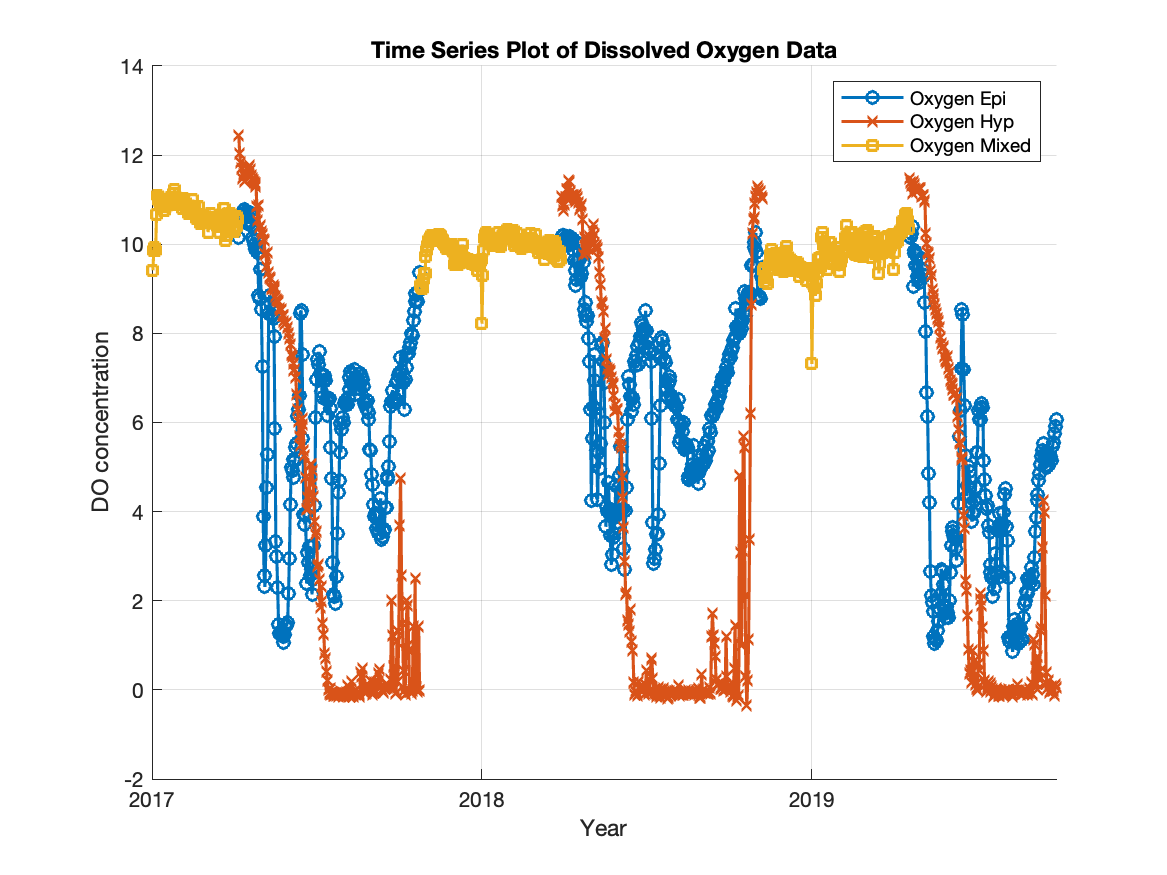 Time Series Plot of Dissolved Oxygen Data
14
12
10
8
6
4
2
0
-2
DO concentration
Oxygen Epi
Oxygen Hyp
Oxygen Mixed
2017
2018
2019
Year